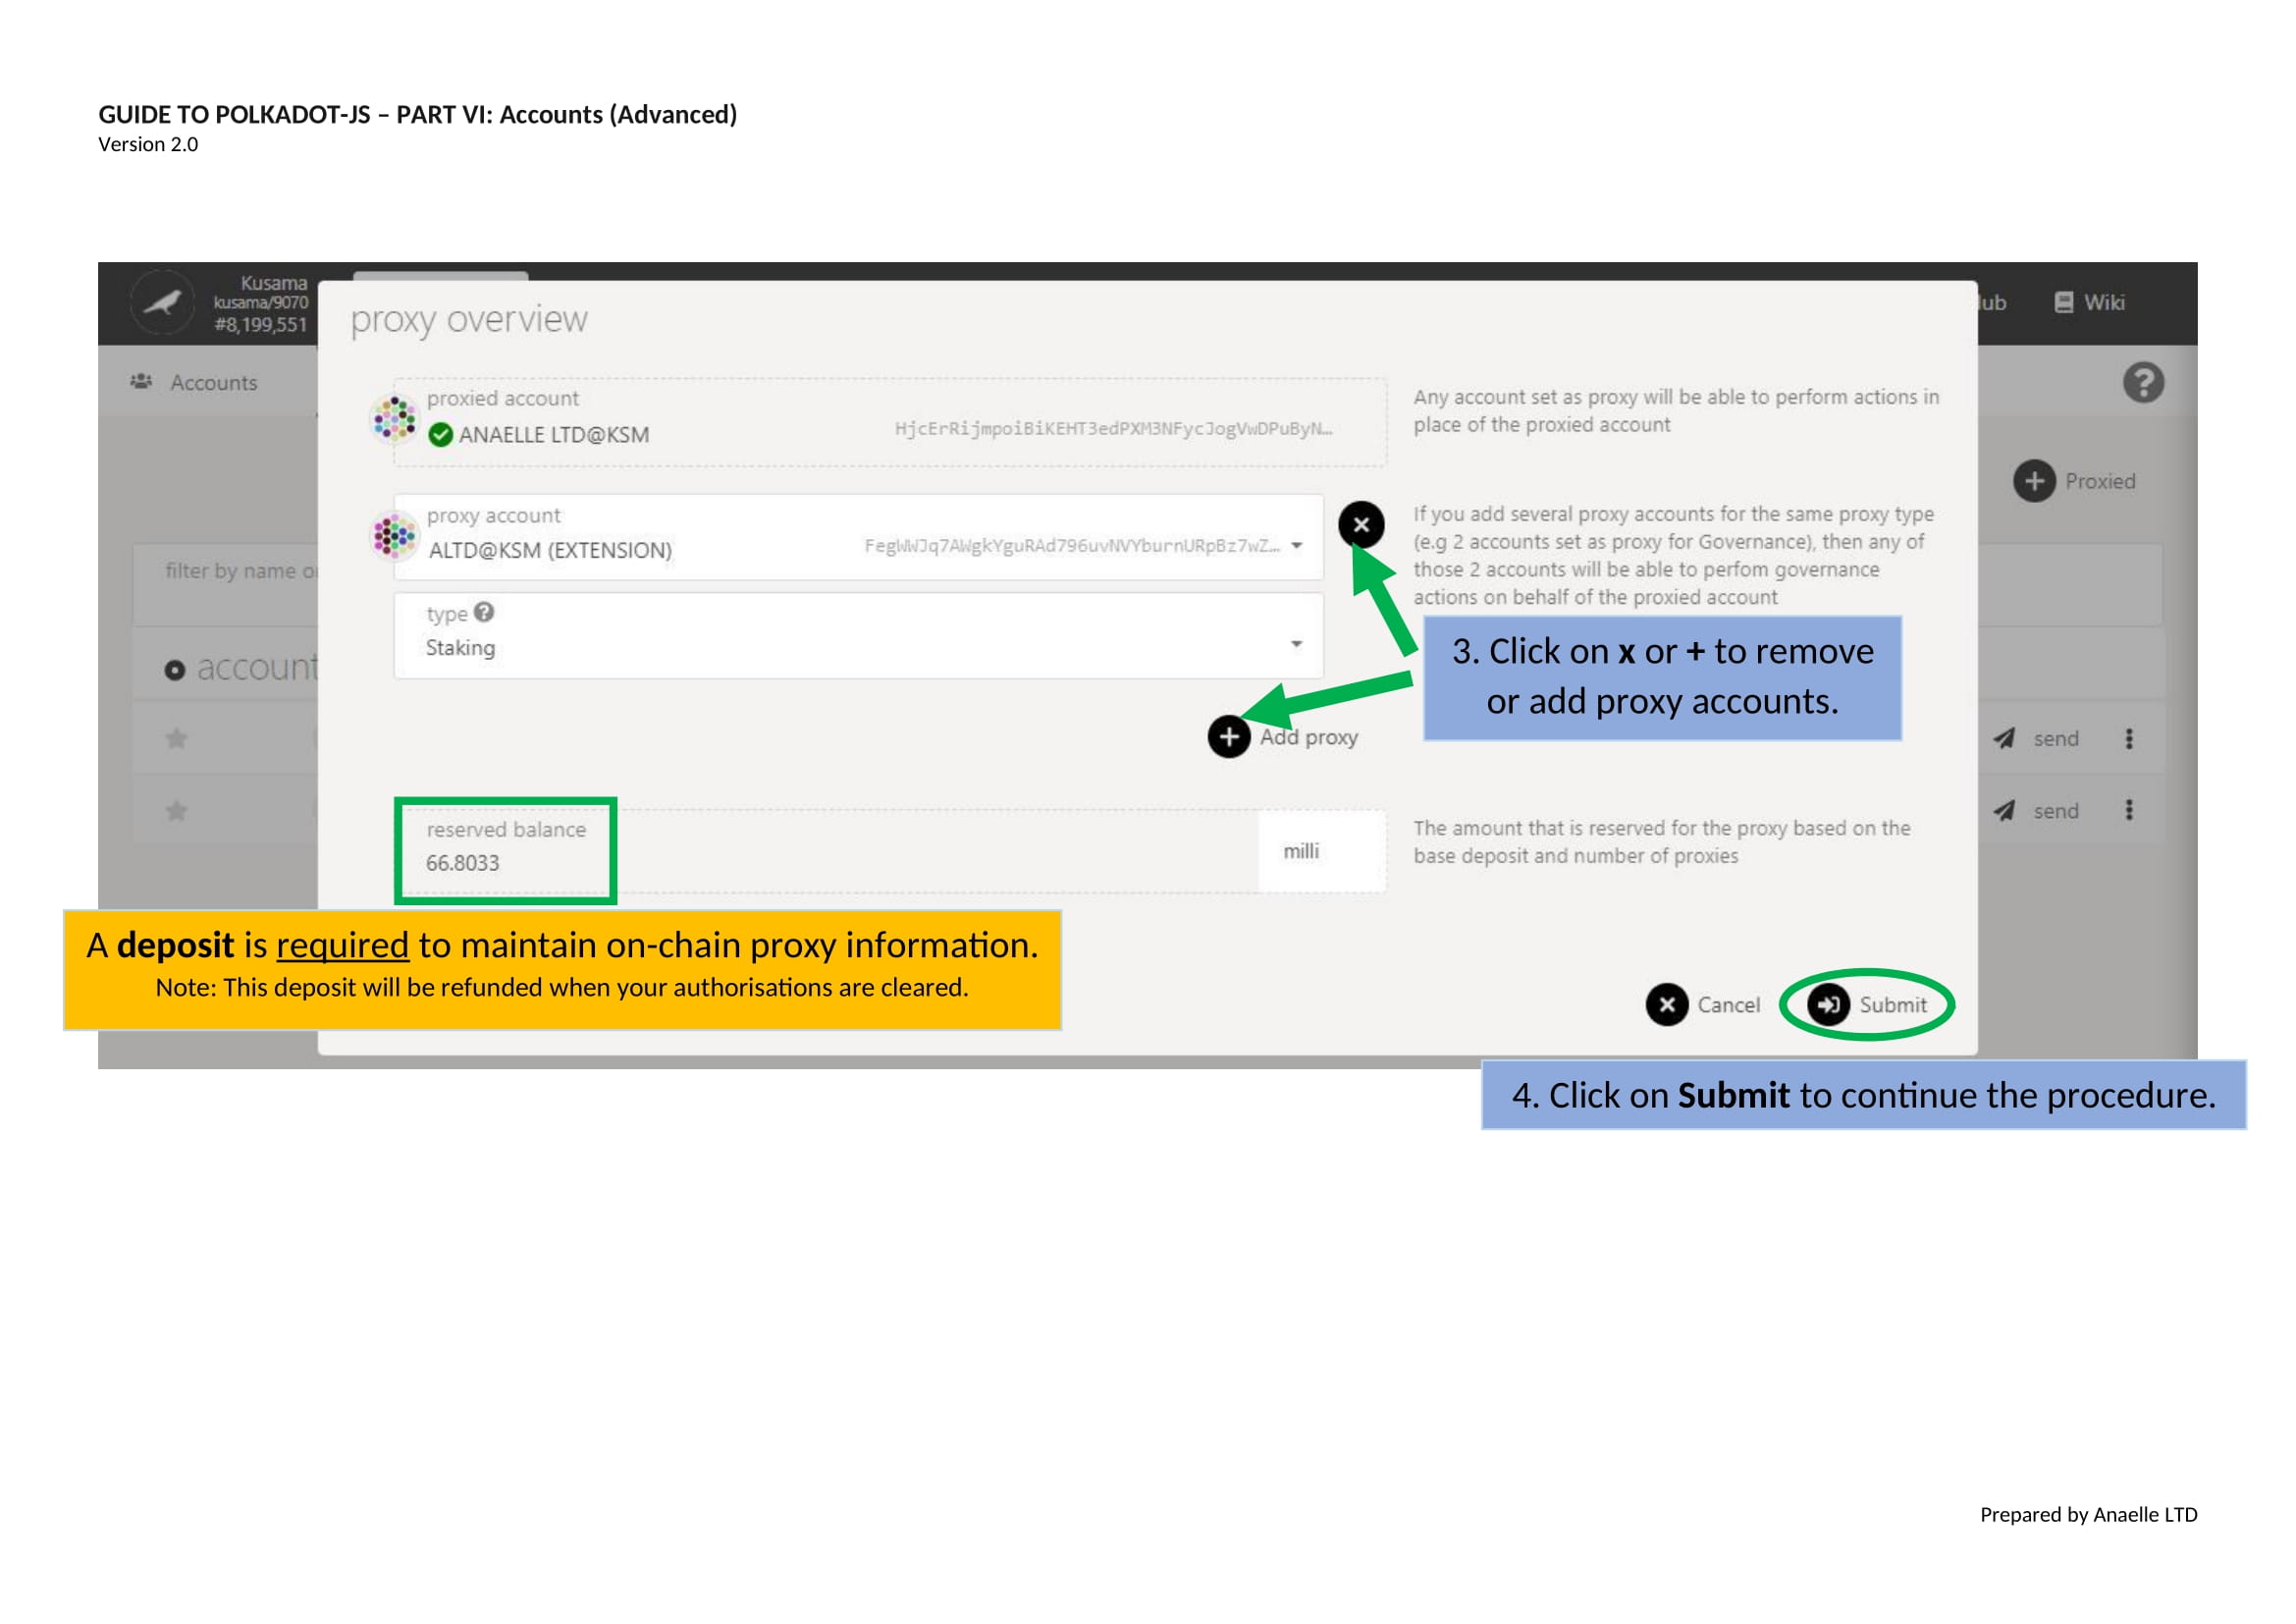 GUIDE TO POLKADOT-JS – PART VI: Accounts (Advanced)
Version 2.0
Kusama
kusama/9070
#8,199,551
lub
Wiki
proxy overview
Accounts
proxied account
ANAELLE LTD@KSM
HjcErRijmpoiBiKEHT3edPXM3NFycJogVwDPuByN...
Any account set as proxy will be able to perform actions in
place of the proxied account
Proxied
proxy account
ALTD@KSM (EXTENSION)
FegWWJq7AWgkYguRAd796uvNVYburnURpBz7wZ...
If you add several proxy accounts for the same proxy type
(e.g 2 accounts set as proxy for Governance), then any of
those 2 accounts will be able to perfom governance
actions on behalf of the proxied account
filter by name o
type
Staking
account
3. Click on x or + to remove
or add proxy accounts.
Add proxy
send
send
reserved balance
66.8033
milli
The amount that is reserved for the proxy based on the
base deposit and number of proxies
A deposit is required to maintain on-chain proxy information.
Note: This deposit will be refunded when your authorisations are cleared.
Cancel
Submit
4. Click on Submit to continue the procedure.
Prepared by Anaelle LTD